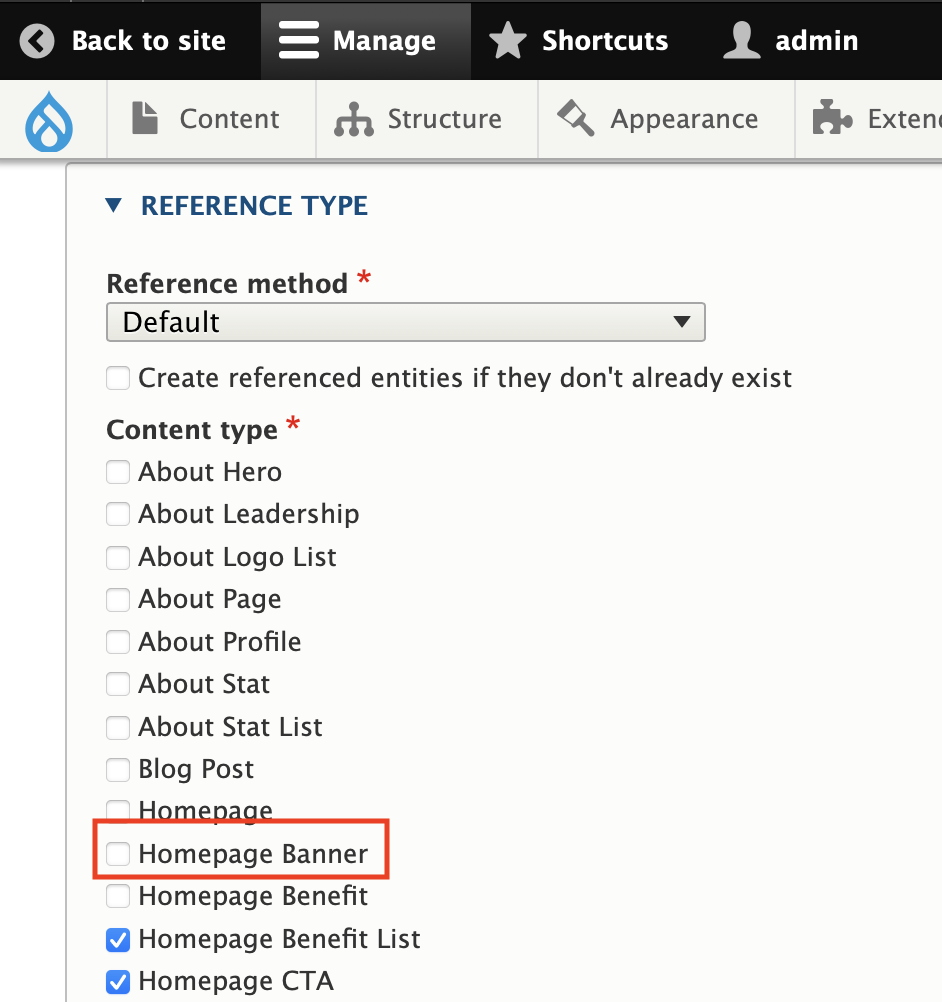 Back to site Manage Shortcuts admin
Content Structure Appearance Exten
REFERENCE TYPE
Reference method *
Default
Create referenced entities if they don't already exist
Content type *
About Hero
About Leadership
About Logo List
About Page
About Profile
About Stat
About Stat List
Blog Post
Homepage
Homepage Banner
Homepage Benefit
Homepage Benefit List
Homepage CTA